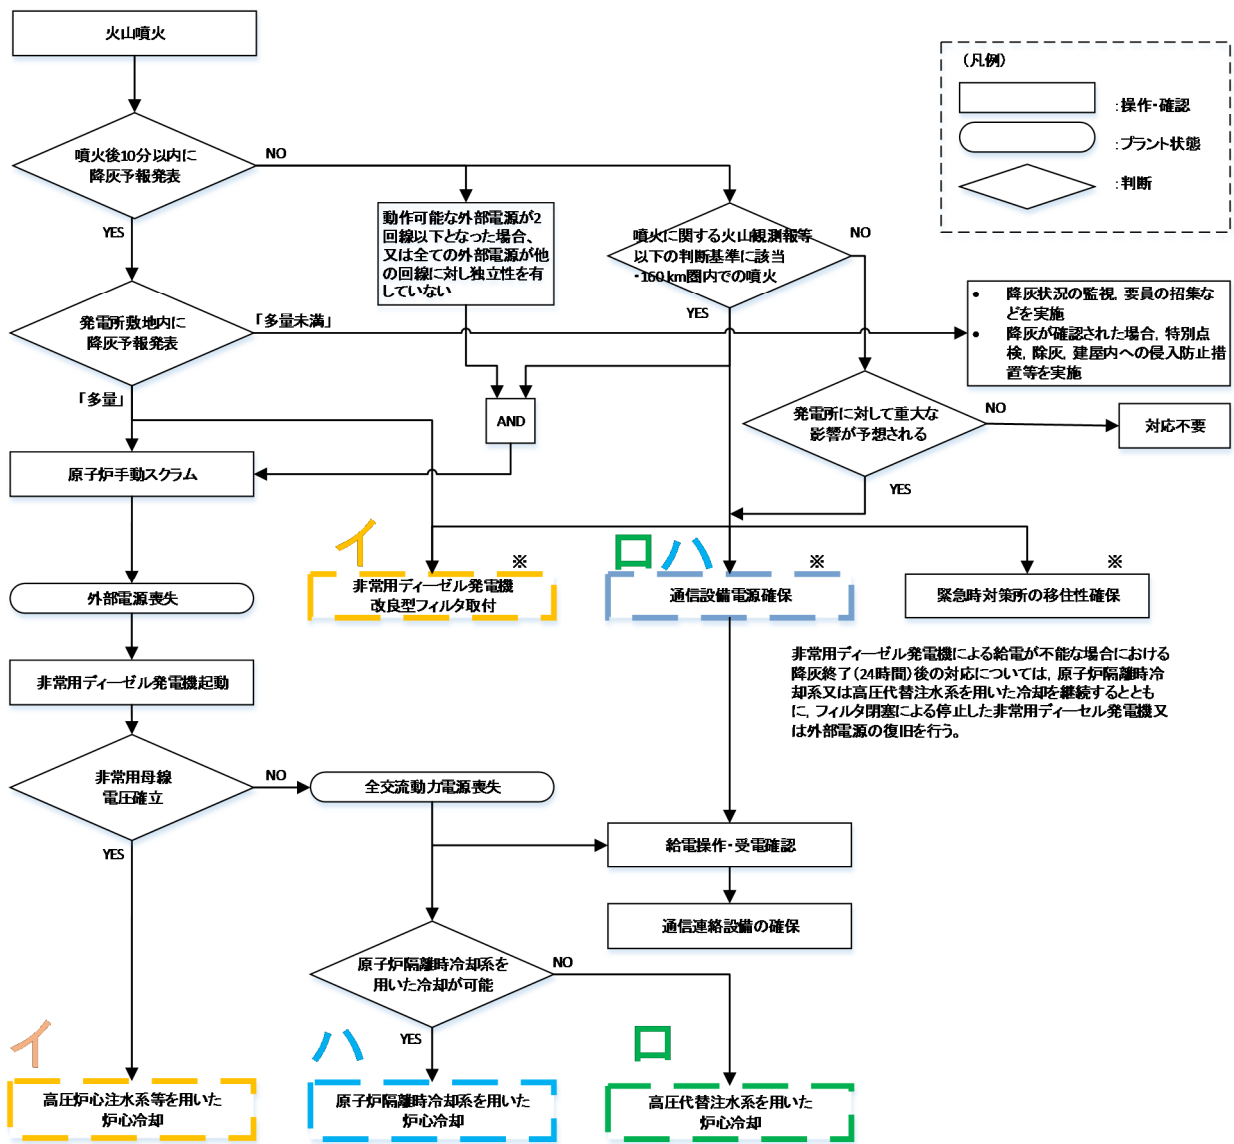 火山噴火
(凡例)
:操作・確認
:プラント状態
:判断
噴火後10分以内に
降灰予報発表
NO
YES
動作可能な外部電源が2
回線以下となった場合、
又は全ての外部電源が他
の回線に対し独立性を有
していない
噴火に関する火山観測報等
以下の判断基準に該当
・160km圏内での噴火
NO
YES
発電所敷地内に
降灰予報発表
「多量未満」
「多量」
• 降灰状況の監視,要員の招集な
どを実施
• 降灰が確認された場合,特別点
検,除灰,建屋内への侵入防止措
置等を実施
AND
発電所に対して重大な
影響が予想される
NO
対応不要
YES
原子炉手動スクラム
イ
※
非常用ディーゼル発電機
改良型フィルタ取付
ロ ハ
※
通信設備電源確保
※
緊急時対策所の移住性確保
外部電源喪失
非常用ディーゼル発電機起動
非常用ディーゼル発電機による給電が不能な場合における
降灰終了(24時間)後の対応については,原子炉隔離時冷
却系又は高圧代替注水系を用いた冷却を継続するととも
に,フィルタ閉塞による停止した非常用ディーセル発電機又
は外部電源の復旧を行う。
非常用母線
電圧確立
NO
YES
全交流動力電源喪失
給電操作・受電確認
通信連絡設備の確保
原子炉隔離時冷却系を
用いた冷却が可能
NO
YES
イ
高圧炉心注水系等を用いた
炉心冷却
ハ
原子炉隔離時冷却系を用いた
炉心冷却
ロ
高圧代替注水系を用いた
炉心冷却